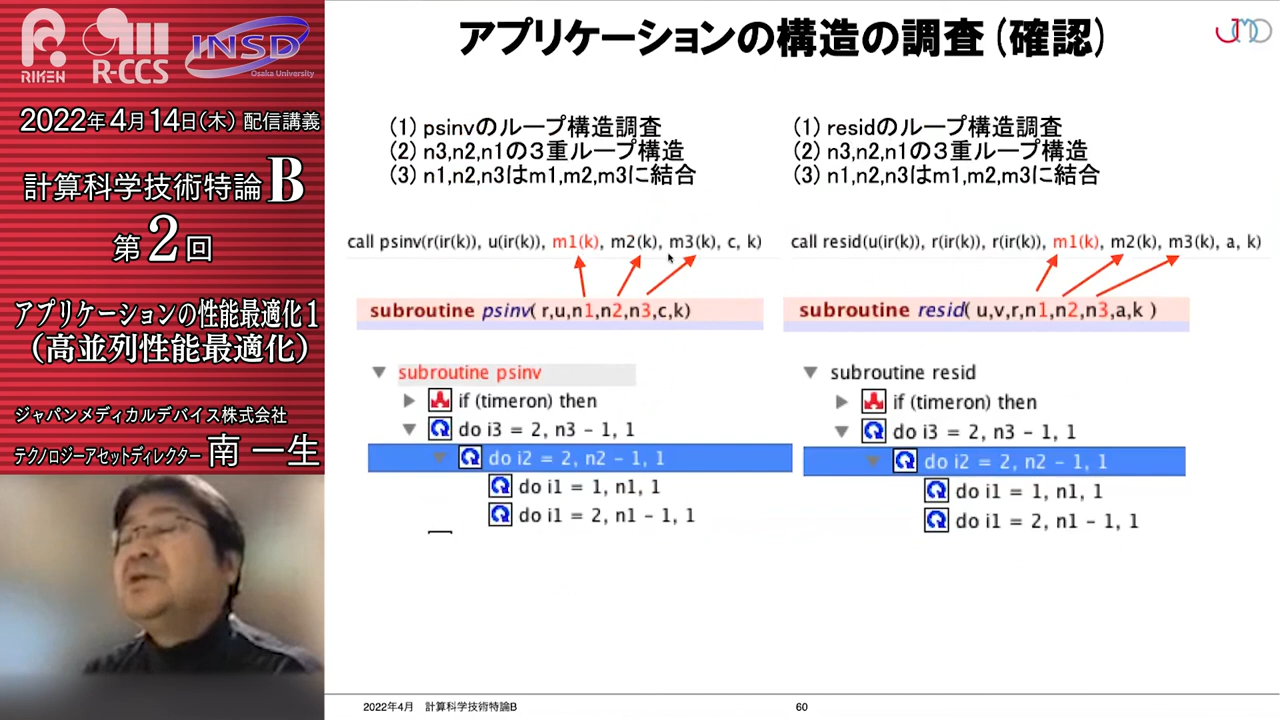 RIKEN
R-CCS
INSD
Osaka University
2022年4月14日(木) 配信講義
計算科学技術特論B
第2回
アプリケーションの性能最適化1
(高並列性能最適化)
ジャパンメディカルデバイス株式会社
テクノロジーアセットディレクター 南 一生
アプリケーションの構造の調査(確認)
JMD
(1) psinvのループ構造調査
(2) n3,n2,n1の3重ループ構造
(3) n1,n2,n3はm1,m2,m3に結合
call psinv(r(ir(k)), u(ir(k)), m1(k), m2(k), m3(k), c, k)
subroutine psinv( r,u,n1,n2,n3,c,k)
subroutine psinv
if (timeron) then
do i3 = 2, n3 - 1, 1
do i2 = 2, n2 - 1, 1
do i1 = 1, n1, 1
do i1 = 2, n1 - 1, 1
(1) residのループ構造調査
(2) n3,n2,n1の3重ループ構造
(3) n1,n2,n3はm1,m2,m3に結合
call resid(u(ir(k)), r(ir(k)), r(ir(k)), m1(k), m2(k), m3(k), a, k)
subroutine resid( u,v,r,n1,n2,n3,a,k )
subroutine resid
if (timeron) then
do i3 = 2, n3 - 1, 1
do i2 = 2, n2 - 1, 1
do i1 = 1, n1, 1
do i1 = 2, n1 - 1, 1
2022年4月 計算科学技術特論B
60